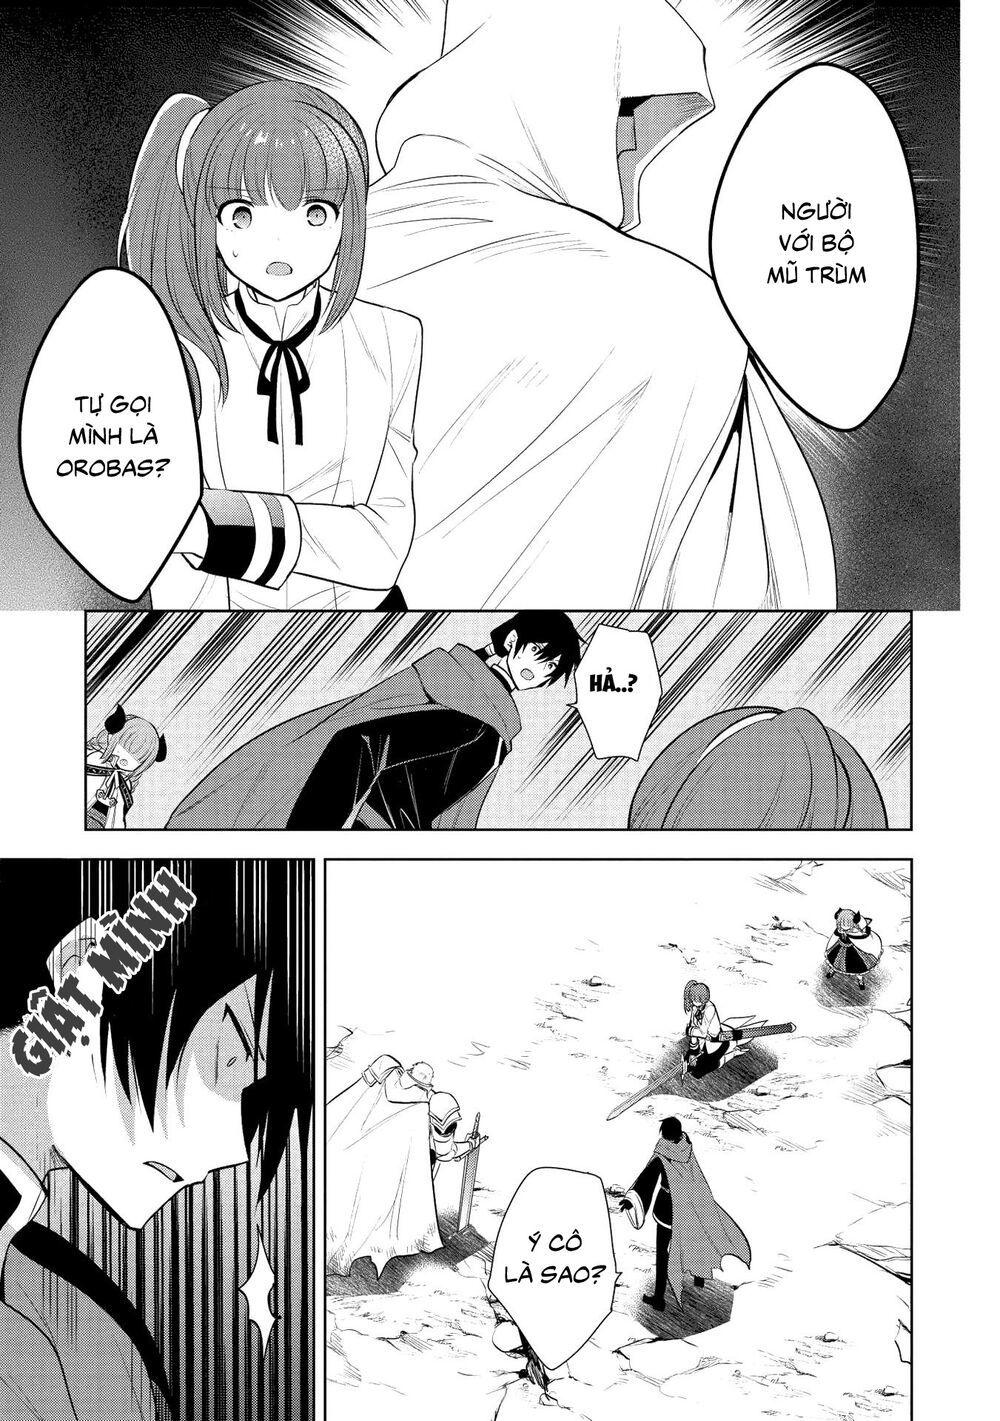 NGƯỜI
VỚI BỘ
MŨ TRÙM
TỰ GỌI
MÌNH LÀ
OROBAS?
HẢ..?
Ý CÔ
LÀ SAO?
GIẬT MÌNH